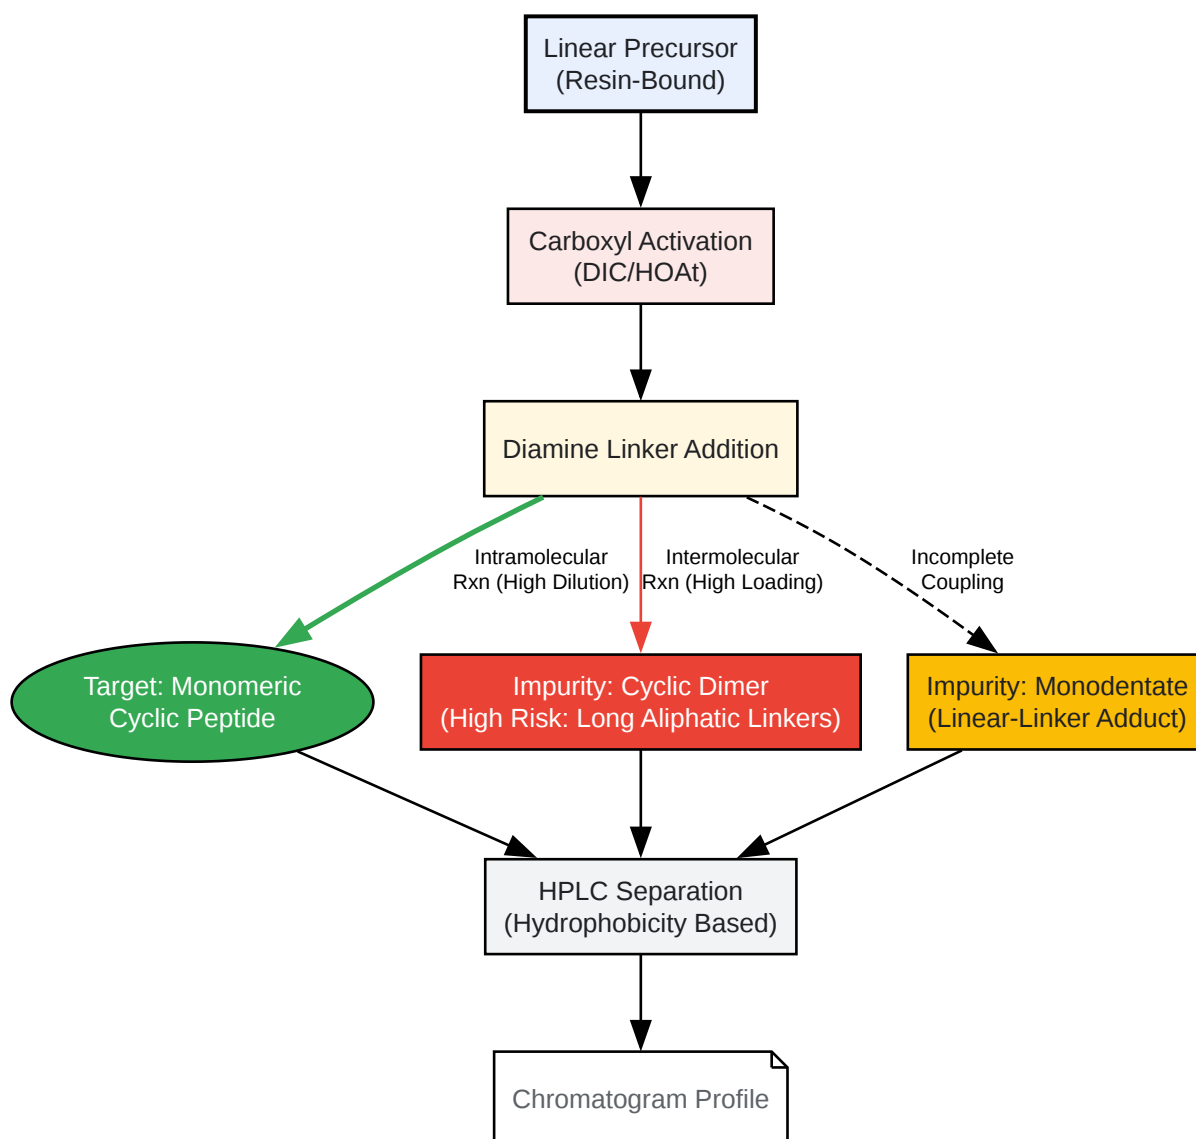 Linear Precursor
(Resin-Bound)
Carboxyl Activation
(DIC/HOAt)
Diamine Linker Addition
Intramolecular
Rxn (High Dilution)
Intermolecular
Rxn (High Loading)
Incomplete
Coupling
Target: Monomeric
Cyclic Peptide
Impurity: Cyclic Dimer
(High Risk: Long Aliphatic Linkers)
Impurity: Monodentate
(Linear-Linker Adduct)
HPLC Separation
(Hydrophobicity Based)
Chromatogram Profile